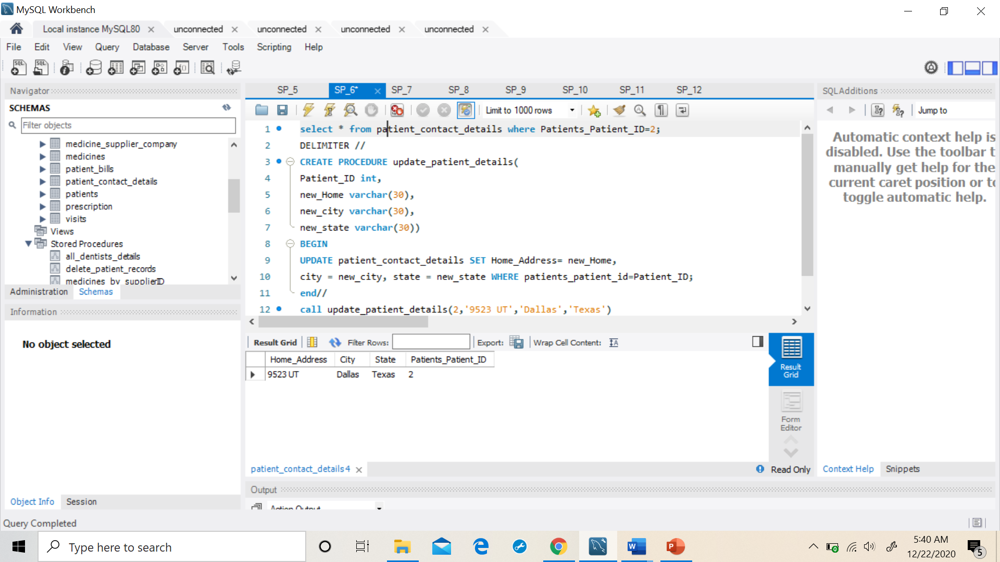 MySQL Workbench
Local instance MySQL80
unconnected
unconnected
unconnected
unconnected
File Edit View Query Database Server Tools Scripting Help
Navigator
SCHEMAS
Filter objects
medicine_supplier_company
medicines
patient_bills
patient_contact_details
patients
prescription
visits
Views
Stored Procedures
all_dentists_details
delete_patient_records
medicines_by_supplierID
Administration Schemas
Information
No object selected
Object Info Session
SP_5 SP_6* SP_7 SP_8 SP_9 SP_10 SP_11 SP_12
Limit to 1000 rows
1 select * from patient_contact_details where Patients_Patient_ID=2;
2 DELIMITER //
3 CREATE PROCEDURE update_patient_details(
4 Patient_ID int,
5 new_Home varchar(30),
6 new_city varchar(30),
7 new_state varchar(30))
8 BEGIN
9 UPDATE patient_contact_details SET Home_Address= new_Home,
10 city = new_city, state = new_state WHERE patients_patient_id=Patient_ID;
11 end//
12 call update_patient_details(2,'9523 UT','Dallas','Texas')
Result Grid Filter Rows: Export: Wrap Cell Content:
Home_Address City State Patients_Patient_ID
9523 UT Dallas Texas 2
Result
Grid
Form
Editor
patient_contact_details4
Read Only
Output
Action Output
SQLAdditions
Jump to
Automatic context help is
disabled. Use the toolbar t
manually get help for the
current caret position or to
toggle automatic help.
Context Help Snippets
Query Completed
Type here to search
5:40 AM
12/22/2020
5